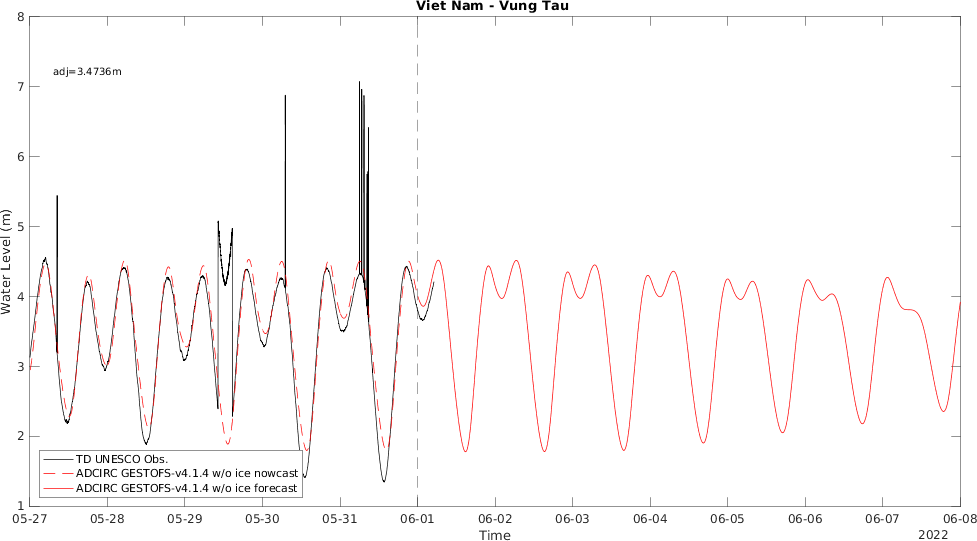 Viet Nam - Vung Tau
8
adj=3.4736m
7
6
5
Water Level (m)
4
3
2
TD UNESCO Obs.
ADCIRC GESTOFS-v4.1.4 w/o ice nowcast
ADCIRC GESTOFS-v4.1.4 w/o ice forecast
1
05-27 05-28 05-29 05-30 05-31 06-01 06-02 06-03 06-04 06-05 06-06 06-07 06-08
Time
2022